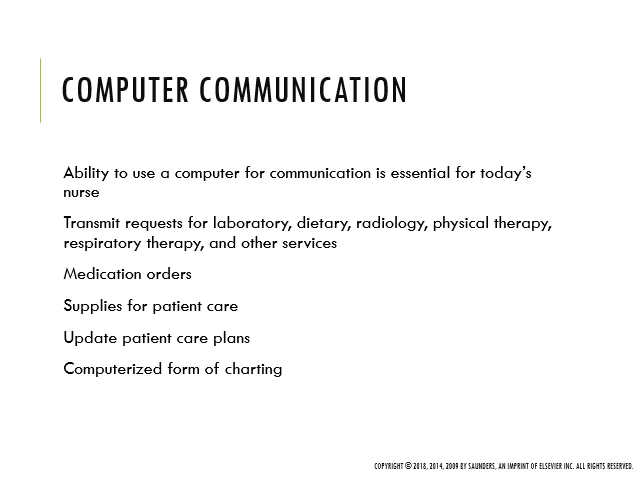 COMPUTER COMMUNICATION
Ability to use a computer for communication is essential for today's
nurse
Transmit requests for laboratory, dietary, radiology, physical therapy,
respiratory therapy, and other services
Medication orders
Supplies for patient care
Update patient care plans
Computerized form of charting
COPYRIGHT © 2018, 2014, 2009 BY SAUNDERS, AN IMPRINT OF ELSEVIER INC. ALL RIGHTS RESERVED.